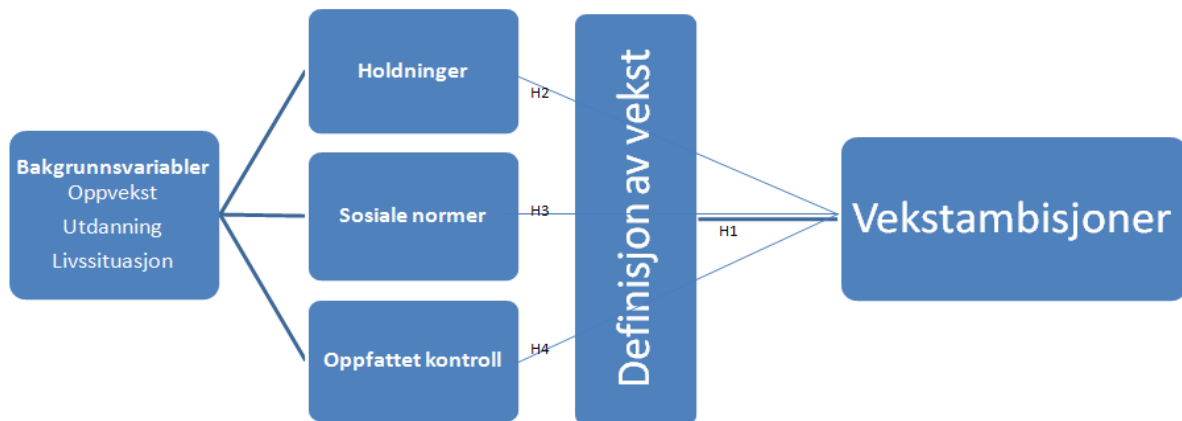 Bakgrunnsvariabler
Oppvekst
Utdanning
Livssituasjon
Holdninger
Sosiale normer
Oppfattet kontroll
H2
H3
H4
Definisjon av vekst
H1
Vekstambisjoner